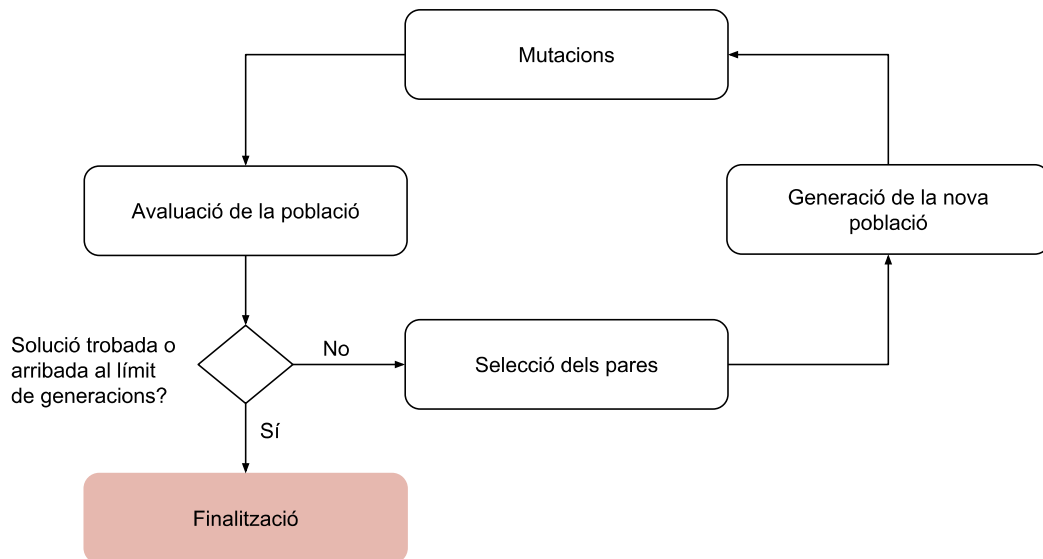 Mutacions
Avaluació de la població
Generació de la nova
població
Solució trobada o
arribada al límit
de generacions?
No
Selecció dels pares
Sí
Finalització